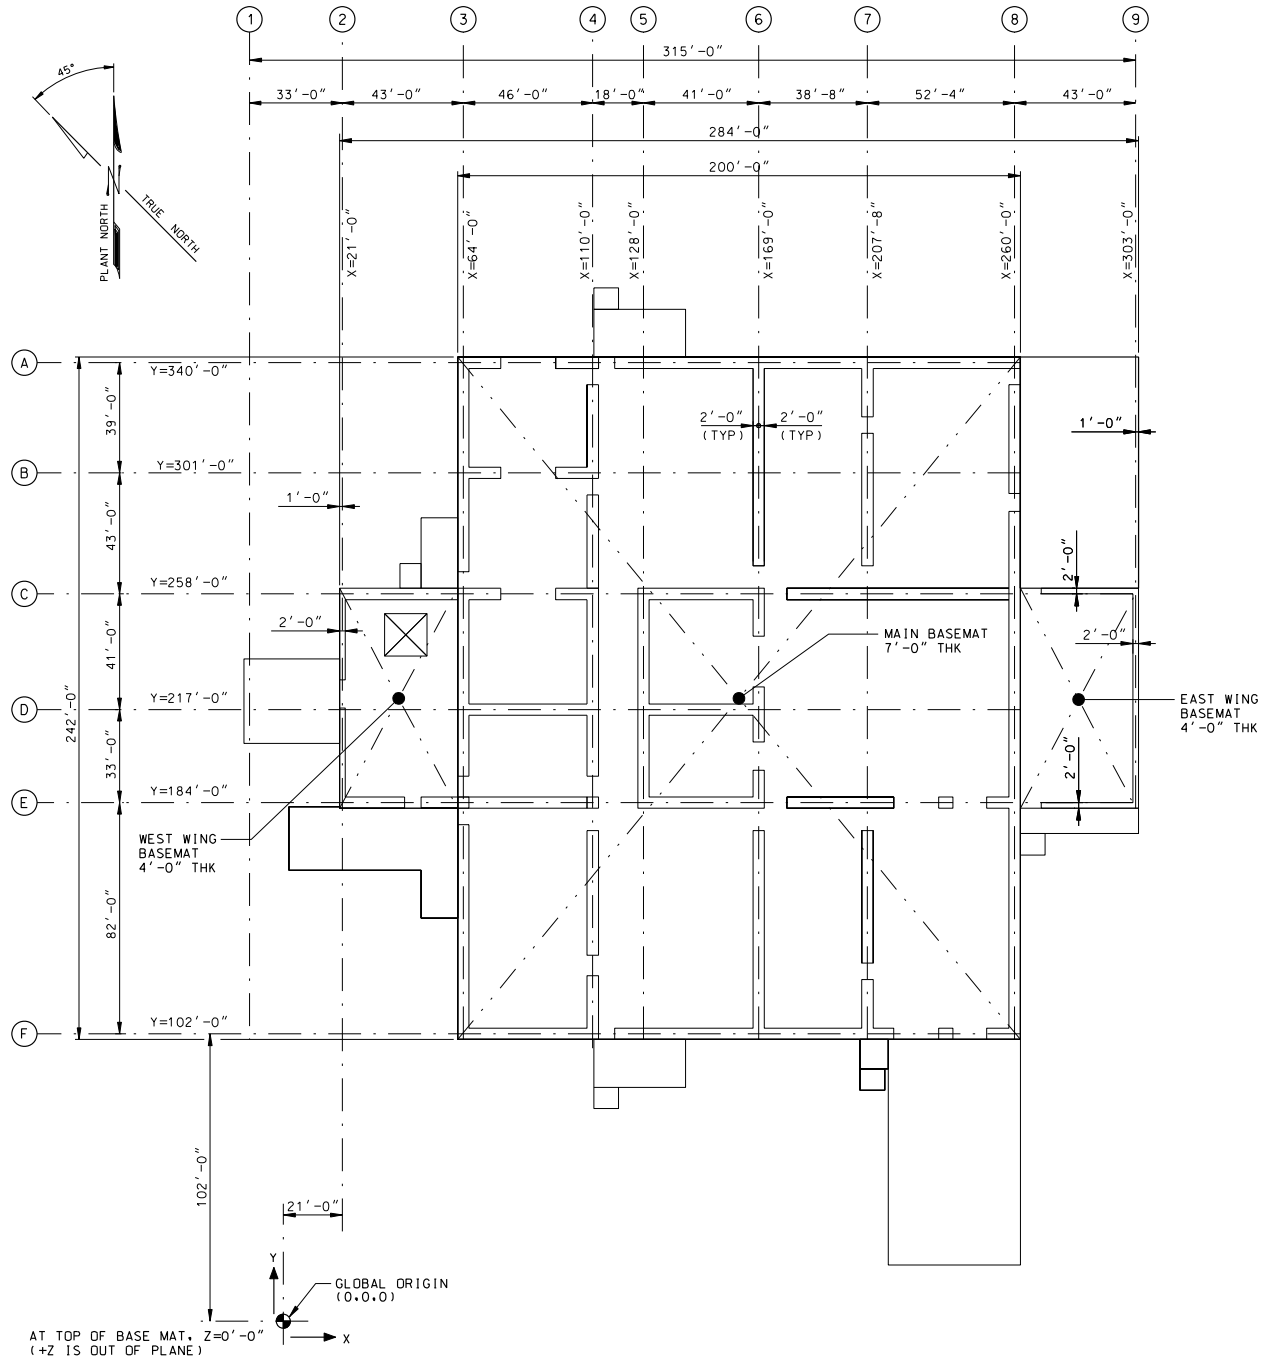 1 2 3 4 5 6 7 8 9
315'-0"
33'-0" 43'-0" 46'-0" 18'-0" 41'-0" 38'-8" 52'-4" 43'-0"
284'-0"
200'-0"
45°
PLANT NORTH
TRUE NORTH
X=21'-0"
X=64'-0"
X=110'-0"
X=128'-0"
X=169'-0"
X=207'-8"
X=260'-0"
X=303'-0"
A
Y=340'-0"
39'-0"
2'-0"
(TYP)
2'-0"
(TYP)
1'-0"
B
Y=301'-0"
1'-0"
43'-0"
2'-0"
C
Y=258'-0"
2'-0"
41'-0"
MAIN BASEMAT
7'-0" THK
2'-0"
D
Y=217'-0"
EAST WING
BASEMAT
4'-0" THK
242'-0"
33'-0"
2'-0"
E
Y=184'-0"
WEST WING
BASEMAT
4'-0" THK
82'-0"
F
Y=102'-0"
102'-0"
21'-0"
Y
GLOBAL ORIGIN
(0,0,0)
AT TOP OF BASE MAT, Z=0'-0"
(+Z IS OUT OF PLANE)
X